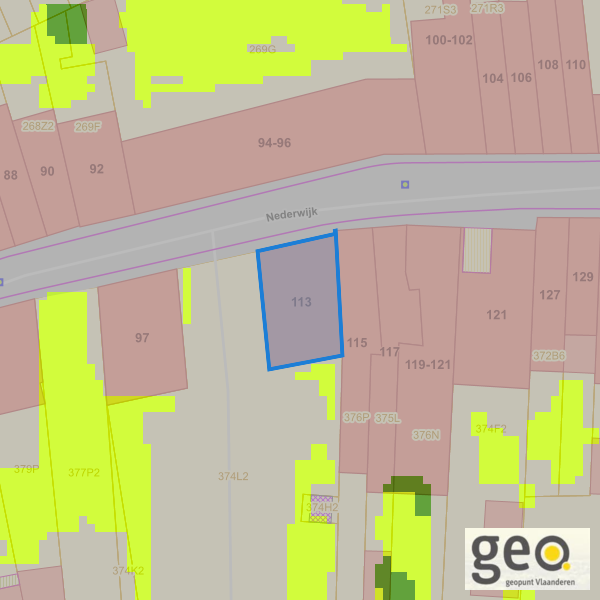 271S3
271R3
100-102
269G
108
110
104
106
268Z2
269F
94-96
90
92
88
Nederwijk
113
129
127
121
97
115
117
119-121
372B6
376P
375L
376N
374F2
379P
377P2
374L2
374H2
374K2
geo
geopunt Vlaanderen